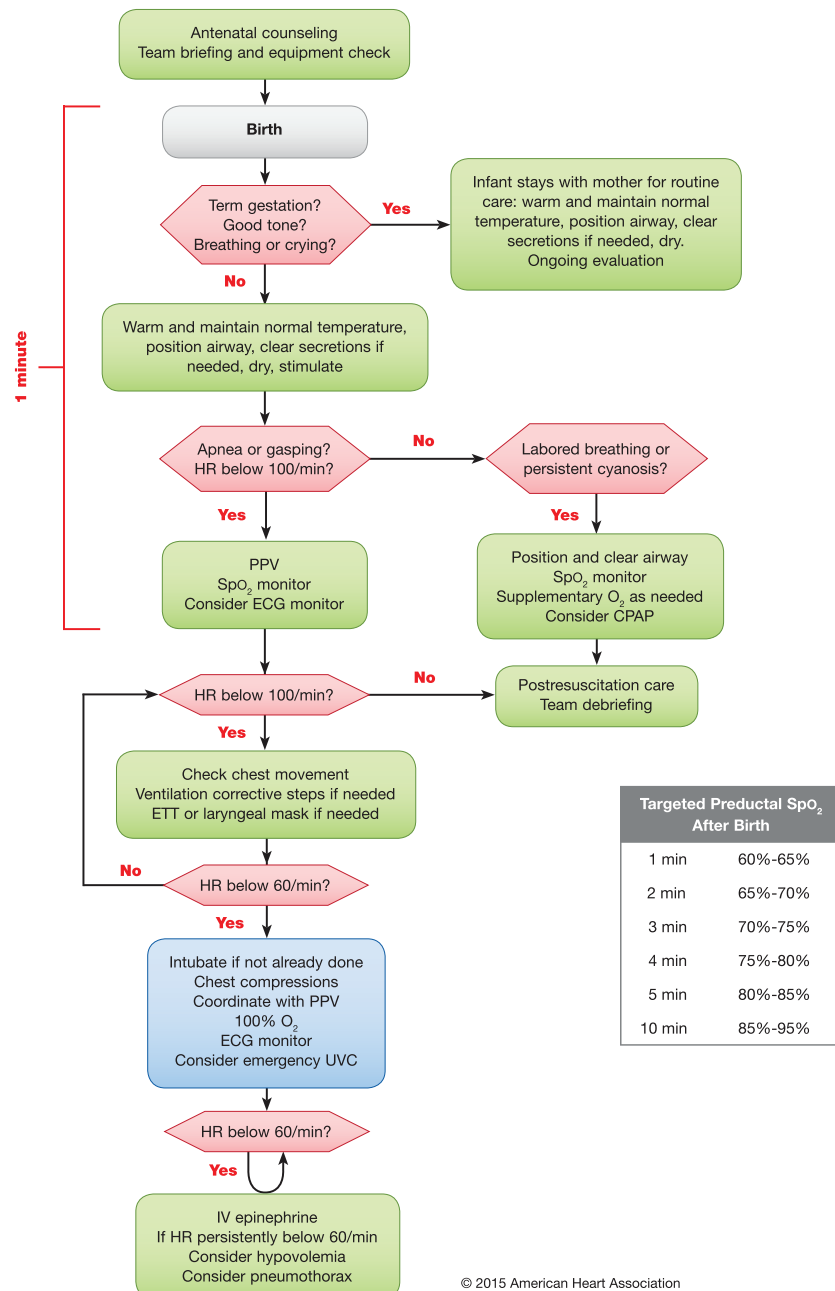 Antenatal counseling
Team briefing and equipment check
Birth
Term gestation?
Good tone?
Breathing or crying?
Yes
Infant stays with mother for routine
care: warm and maintain normal
temperature, position airway, clear
secretions if needed, dry.
Ongoing evaluation
No
1 minute
Warm and maintain normal temperature,
position airway, clear secretions if
needed, dry, stimulate
Apnea or gasping?
HR below 100/min?
No
Labored breathing or
persistent cyanosis?
Yes
Yes
PPV
SpO₂ monitor
Consider ECG monitor
Position and clear airway
SpO₂ monitor
Supplementary O₂ as needed
Consider CPAP
HR below 100/min?
No
Postresuscitation care
Team debriefing
Yes
Check chest movement
Ventilation corrective steps if needed
ETT or laryngeal mask if needed
No
HR below 60/min?
Yes
Intubate if not already done
Chest compressions
Coordinate with PPV
100% O₂
ECG monitor
Consider emergency UVC
HR below 60/min?
Yes
IV epinephrine
If HR persistently below 60/min
Consider hypovolemia
Consider pneumothorax
Targeted Preductal SpO₂
After Birth
1 min 60%-65%
2 min 65%-70%
3 min 70%-75%
4 min 75%-80%
5 min 80%-85%
10 min 85%-95%
© 2015 American Heart Association